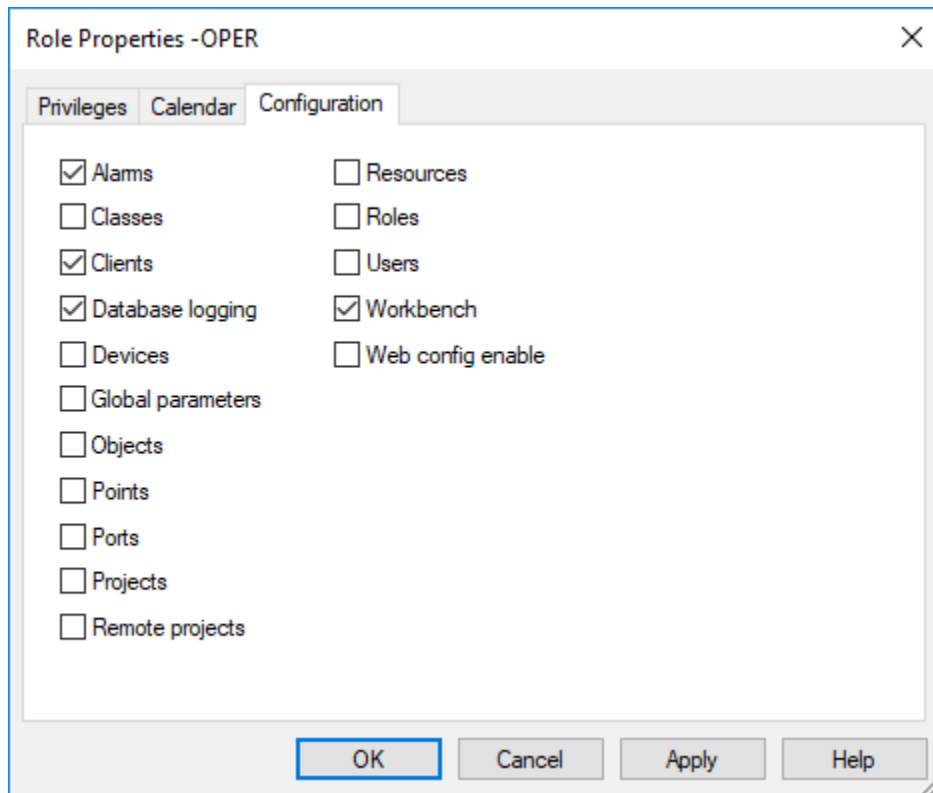 Role Properties -OPER
Privileges Calendar Configuration
Alarms
Classes
Clients
Database logging
Devices
Global parameters
Objects
Points
Ports
Projects
Remote projects
Resources
Roles
Users
Workbench
Web config enable
OK Cancel Apply Help